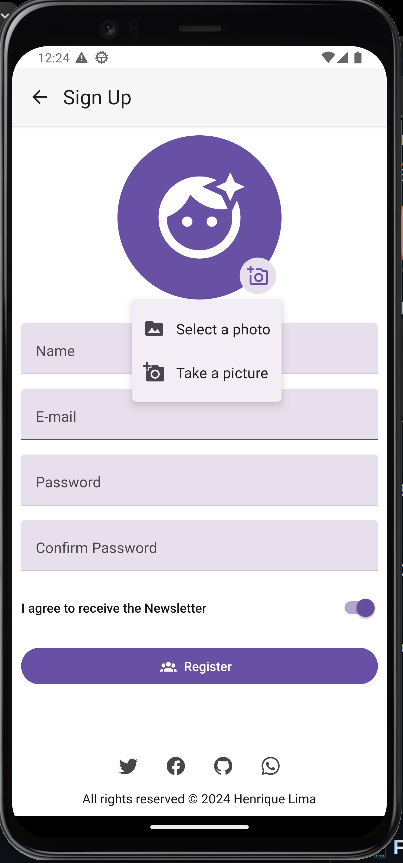 12:24
Sign Up
Select a photo
Name
Take a picture
E-mail
Password
Confirm Password
I agree to receive the Newsletter
Register
All rights reserved © 2024 Henrique Lima